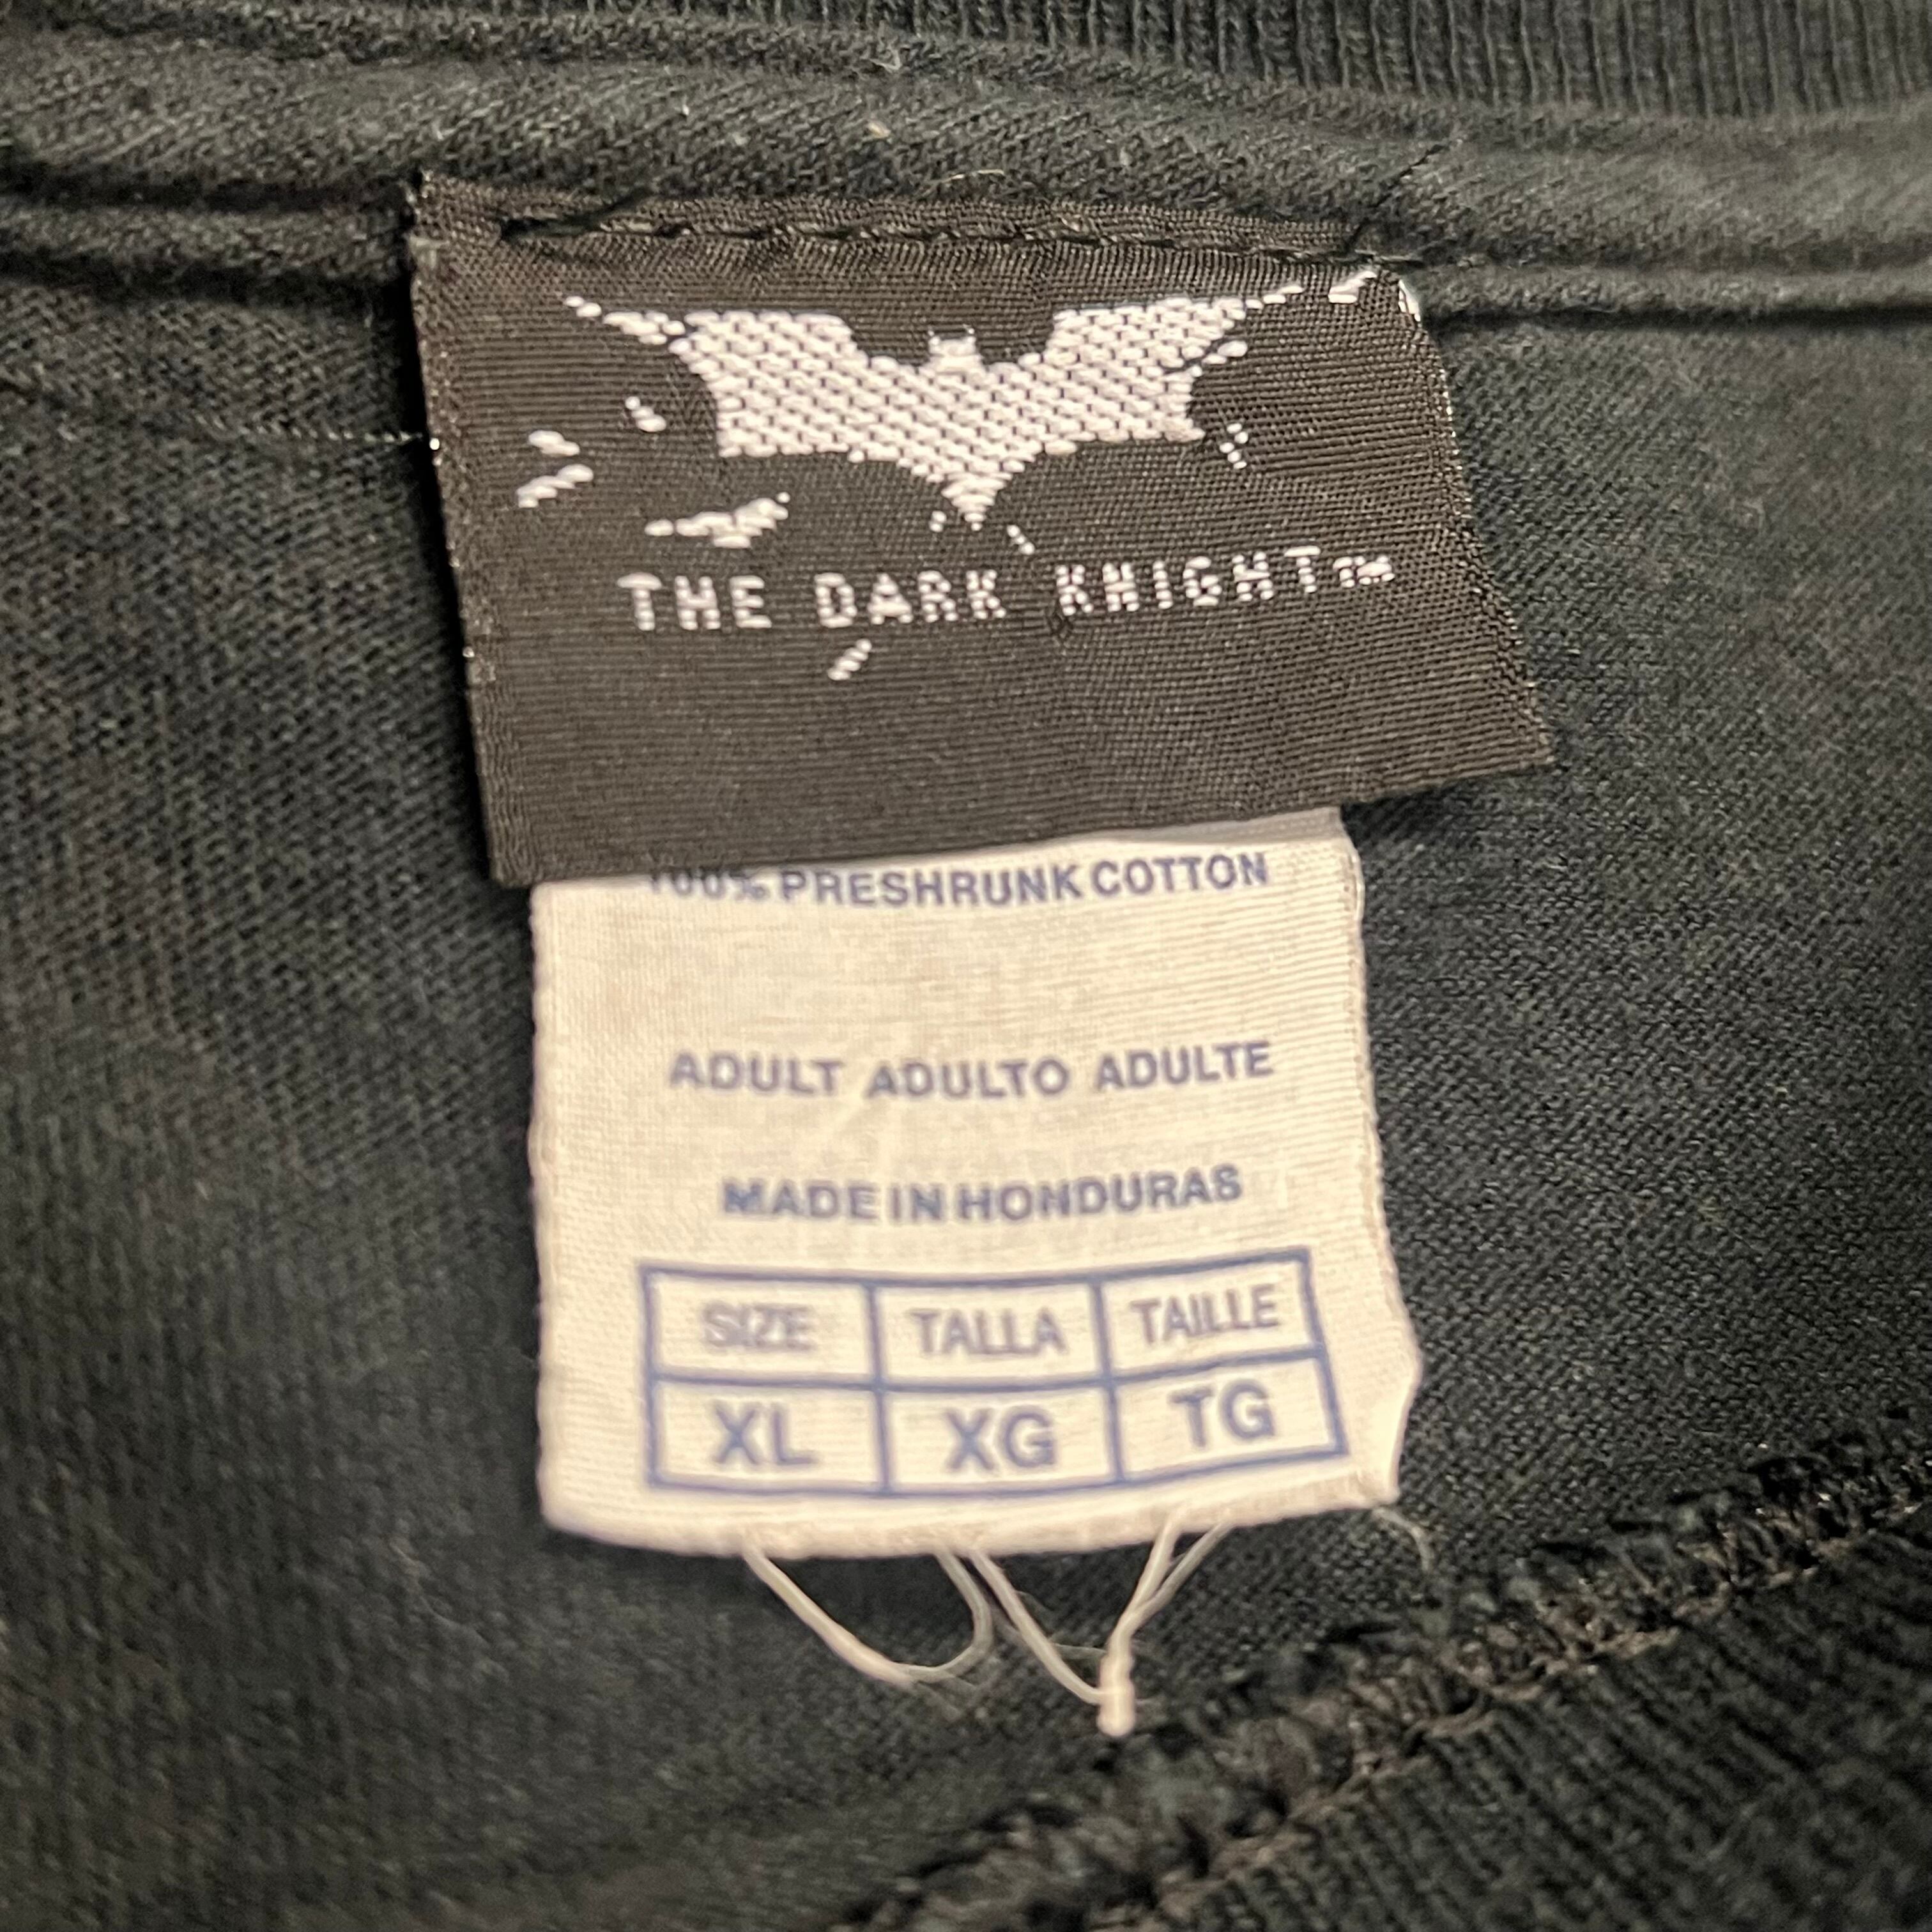 THE DARK KNIGHT™
100% PRESHRUNK COTTON
ADULT ADULTO ADULTE
MADE IN HONDURAS
SIZE TALLA TAILLE
XL XG TG